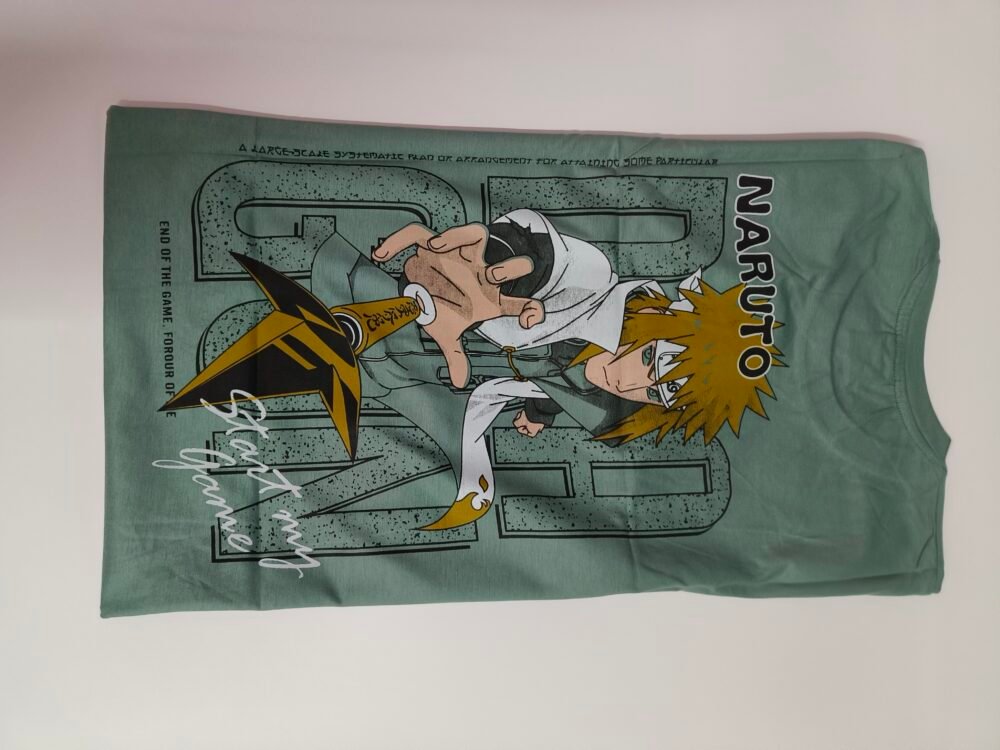 NARUTO
A LARGE-SCALE SYSTEMATIC PLAN OR ARRANGEMENT FOR ATTAINING SOME PARTICULAR
Start my
Game
END OF THE GAME. FOROUR OF